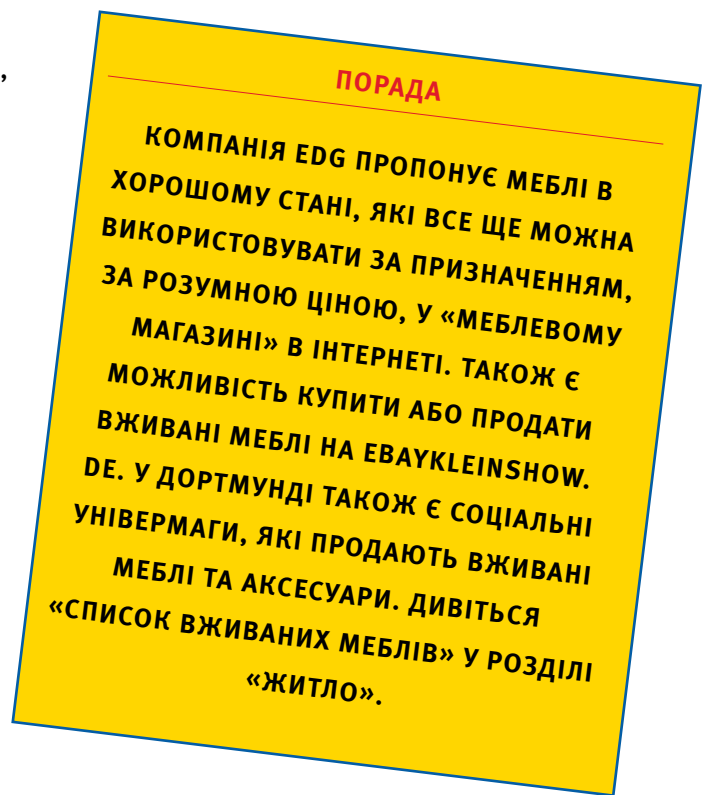 ,
ПОРАДА
КОМПАНІЯ EDG ПРОПОНУЄ МЕБЛІ В
ХОРОШОМУ СТАНІ, ЯКІ ВСЕ ЩЕ МОЖНА
ВИКОРИСТОВУВАТИ ЗА ПРИЗНАЧЕННЯМ,
ЗА РОЗУМНОЮ ЦІНОЮ, У «МЕБЛЕВОМУ
МАГАЗИНІ» В ІНТЕРНЕТІ. ТАКОЖ Є
МОЖЛИВІСТЬ КУПИТИ АБО ПРОДАТИ
ВЖИВАНІ МЕБЛІ НА EBAYKLEINSHOW.
DE. У ДОРТМУНДІ ТАКОЖ Є СОЦІАЛЬНІ
УНІВЕРМАГИ, ЯКІ ПРОДАЮТЬ ВЖИВАНІ
МЕБЛІ ТА АКСЕСУАРИ. ДИВІТЬСЯ
«СПИСОК ВЖИВАНИХ МЕБЛІВ» У РОЗДІЛІ
«ЖИТЛО».